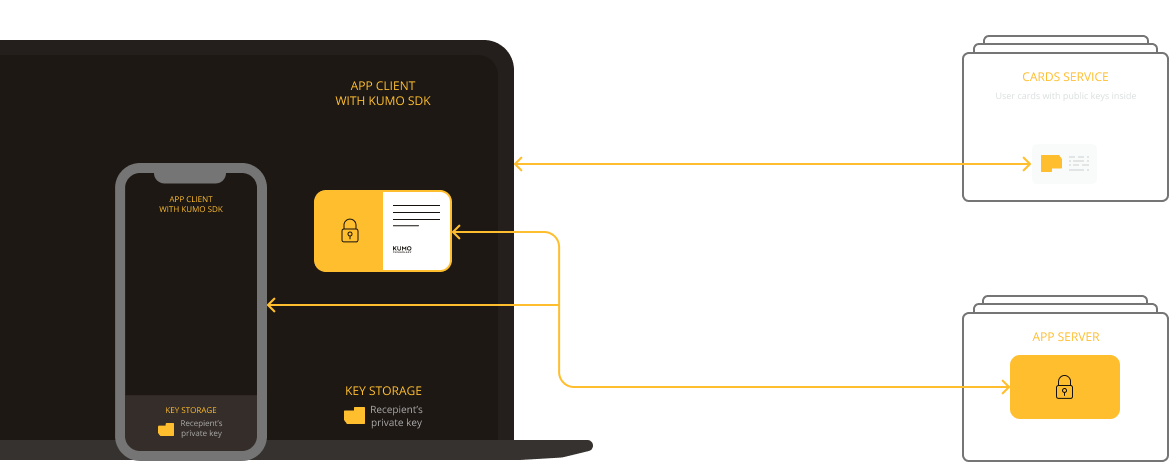 APP CLIENT
WITH KUMO SDK
CARDS SERVICE
User cards with public keys inside
APP CLIENT
WITH KUMO SDK
KUMO
TECHNOLOGY
APP SERVER
KEY STORAGE
Recepient's
private key
KEY STORAGE
Recepient's
private key